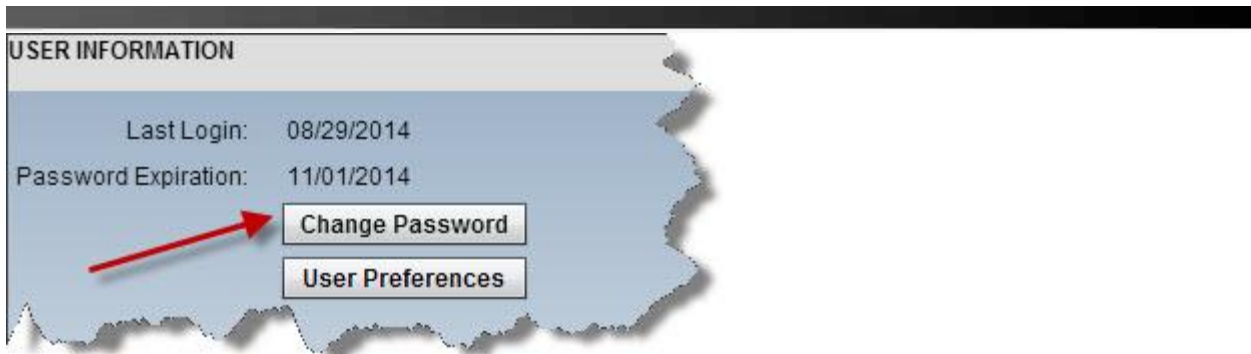 USER INFORMATION
Last Login: 08/29/2014
Password Expiration: 11/01/2014
Change Password
User Preferences